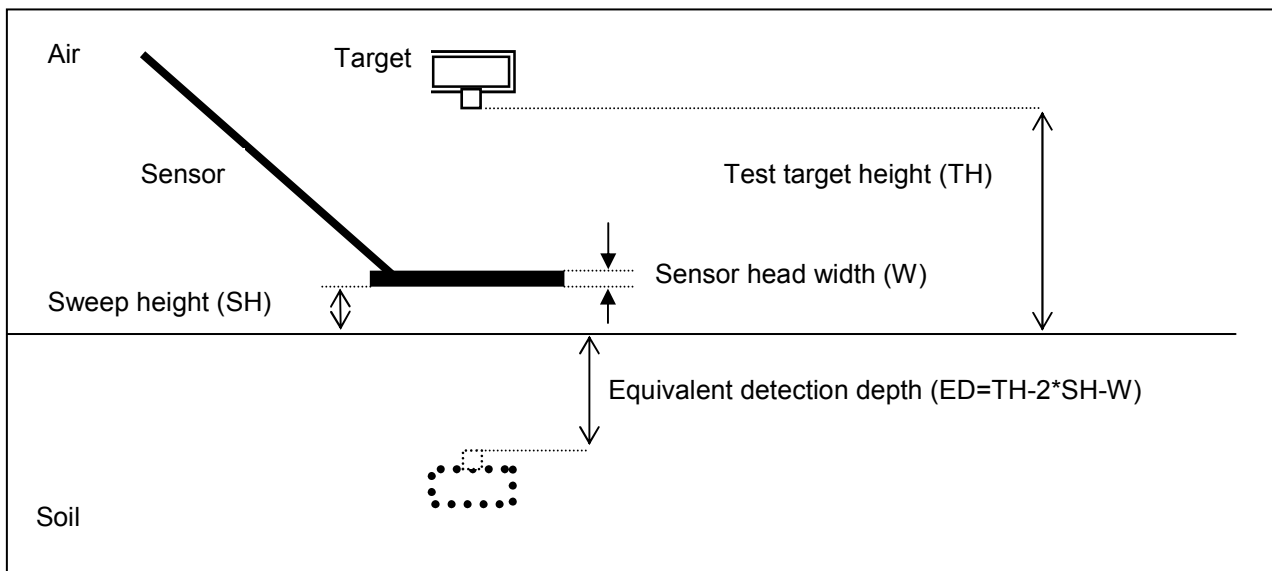 Air
Target
Sensor
Test target height (TH)
Sensor head width (W)
Sweep height (SH)
Equivalent detection depth (ED=TH-2*SH-W)
Soil